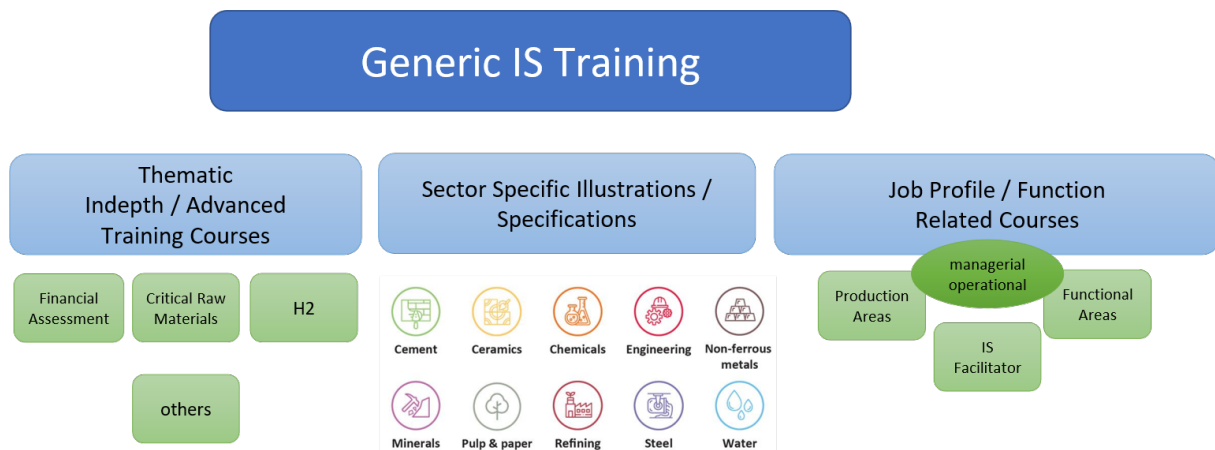 Generic IS Training
Thematic
Indepth / Advanced
Training Courses
Sector Specific Illustrations /
Specifications
Job Profile / Function
Related Courses
Financial
Assessment
Critical Raw
Materials
H2
others
Cement
Ceramics
Chemicals
Engineering
Non-ferrous
metals
Minerals
Pulp & paper
Refining
Steel
Water
managerial
operational
Production
Areas
Functional
Areas
IS
Facilitator